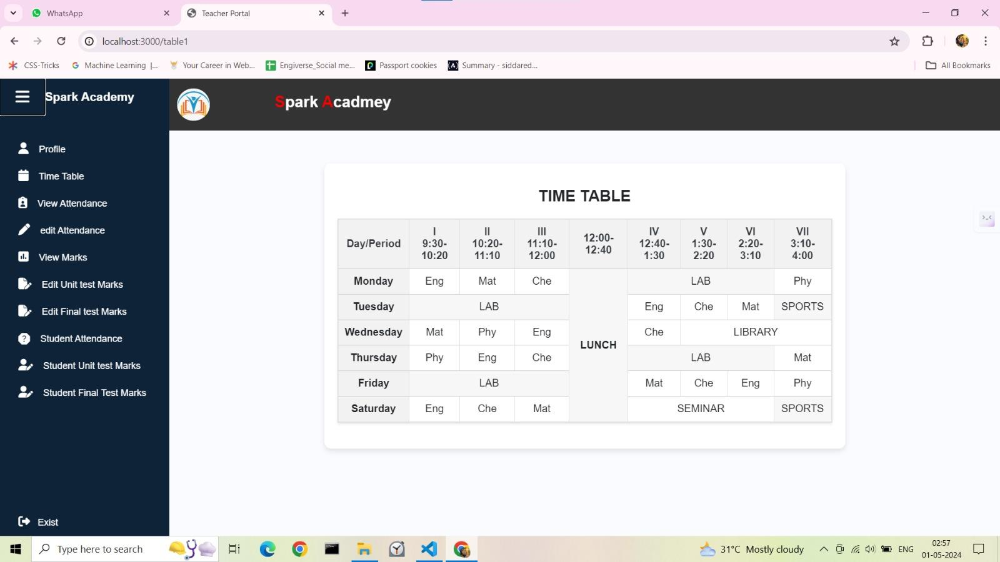 WhatsApp
Teacher Portal
localhost:3000/table1
CSS-Tricks
Machine Learning |...
Your Career in Web...
Engiverse_Social me...
Passport cookies
Summary - siddared...
All Bookmarks
Spark Academy
Spark Acadmey
Profile
Time Table
View Attendance
edit Attendance
View Marks
Edit Unit test Marks
Edit Final test Marks
Student Attendance
Student Unit test Marks
Student Final Test Marks
Exist
TIME TABLE
Day/Period I 9:30-10:20 II 10:20-11:10 III 11:10-12:00 12:00-12:40 IV 12:40-1:30 V 1:30-2:20 VI 2:20-3:10 VII 3:10-4:00
Monday Eng Mat Che LAB Phy
Tuesday LAB Eng Che Mat SPORTS
Wednesday Mat Phy Eng Che LIBRARY
LUNCH
Thursday Phy Eng Che LAB Mat
Friday LAB Mat Che Eng Phy
Saturday Eng Che Mat SEMINAR SPORTS
Type here to search
31°C Mostly cloudy
ENG
02:57
01-05-2024